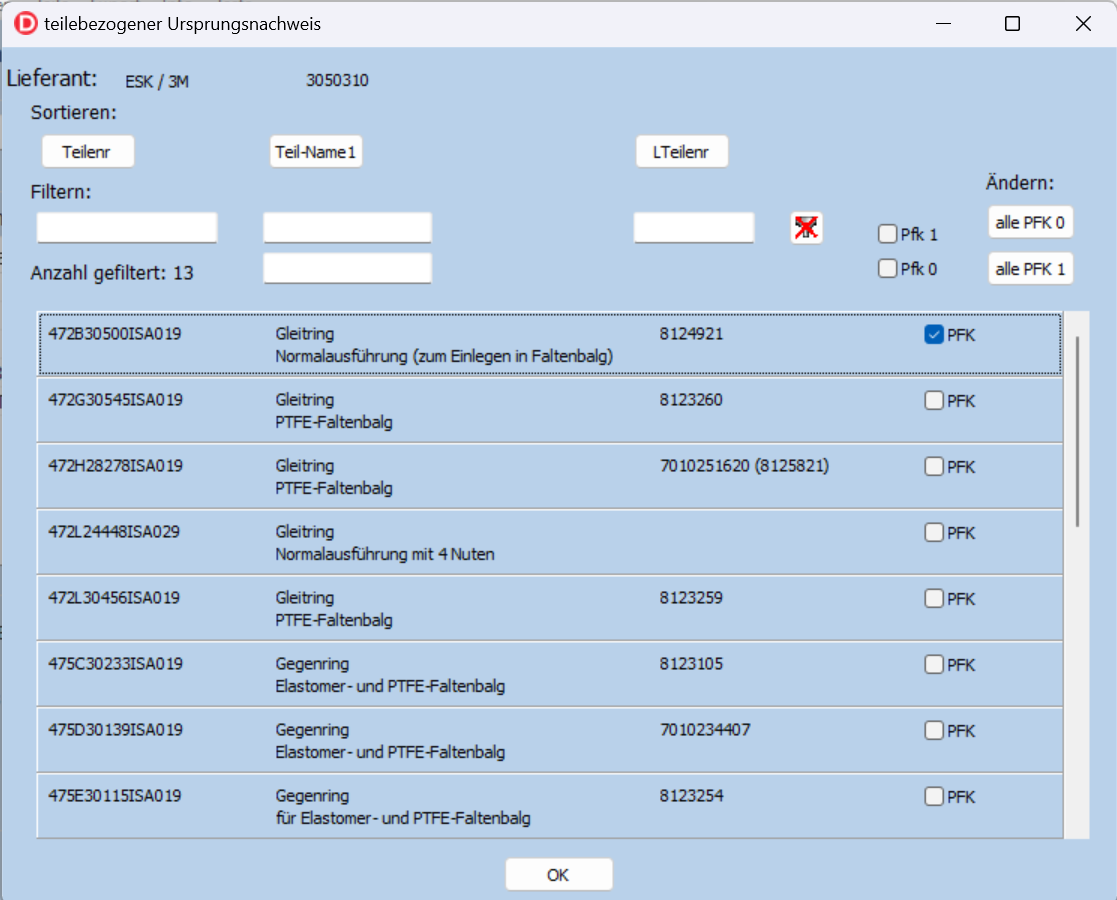 D teilebezogener Ursprungsnachweis
Lieferant: ESK / 3M 3050310
Sortieren:
Teilenr Teil-Name1 LTeilenr
Ändern:
Filtern:
alle PFK 0
Pfk 1
Anzahl gefiltert: 13
Pfk 0 alle PFK 1
472B30500ISA019 Gleitring 8124921 PFK
Normalausführung (zum Einlegen in Faltenbalg)
472G30545ISA019 Gleitring 8123260 PFK
PTFE-Faltenbalg
472H28278ISA019 Gleitring 7010251620 (8125821) PFK
PTFE-Faltenbalg
472L24448ISA029 Gleitring PFK
Normalausführung mit 4 Nuten
472L30456ISA019 Gleitring 8123259 PFK
PTFE-Faltenbalg
475C30233ISA019 Gegenring 8123105 PFK
Elastomer- und PTFE-Faltenbalg
475D30139ISA019 Gegenring 7010234407 PFK
Elastomer- und PTFE-Faltenbalg
475E30115ISA019 Gegenring 8123254 PFK
für Elastomer- und PTFE-Faltenbalg
OK